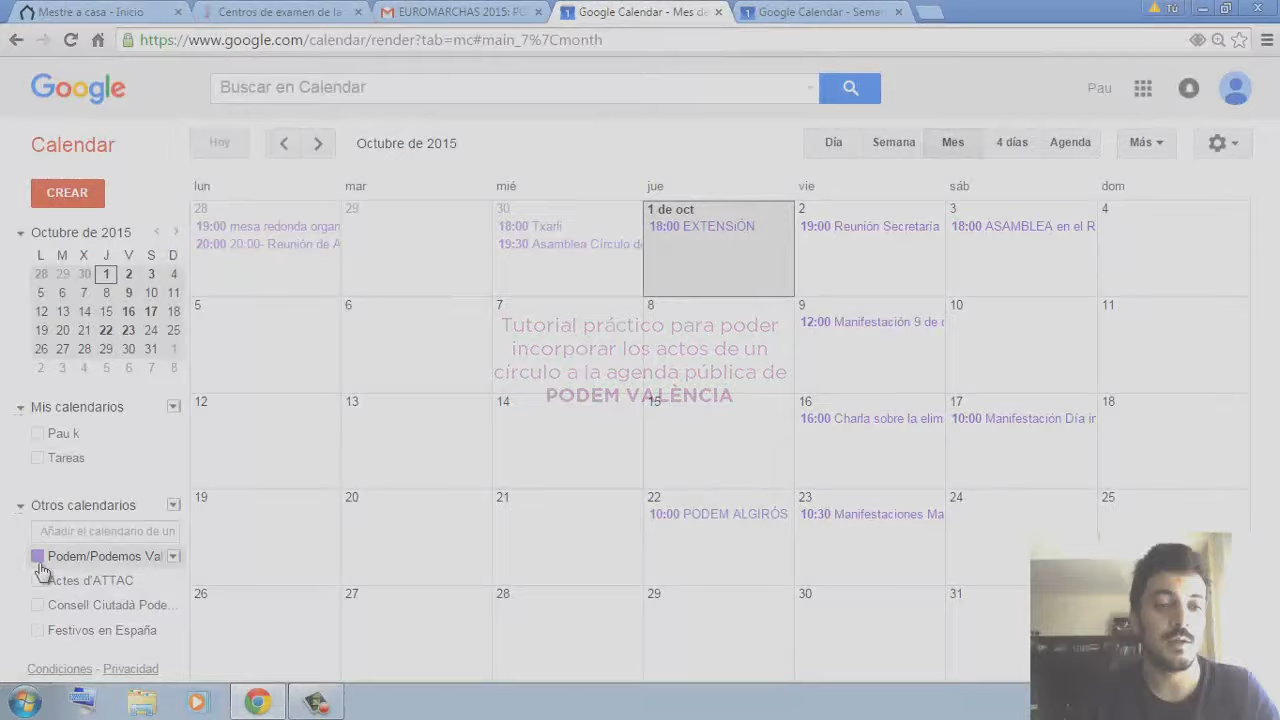 Mestre a casa - Inicio
Centros de examen de la
EUROMARCHAS 2015: PO
Google Calendar - Mes de
Google Calendar - Seman
Tú
https://www.google.com/calendar/render?tab=mc#main_7%7Cmonth
Google
Buscar en Calendar
Pau
Calendar
Hoy
Octubre de 2015
Día
Semana
Mes
4 días
Agenda
Más
CREAR
Octubre de 2015
L M X J V S D
28 29 30 1 2 3 4
5 6 7 8 9 10 11
12 13 14 15 16 17 18
19 20 21 22 23 24 25
26 27 28 29 30 31 1
2 3 4 5 6 7 8
Mis calendarios
Pau k
Tareas
Otros calendarios
Añadir el calendario de un
Podem/Podemos Val
Actes d'ATTAC
Consell Ciutadà Pode...
Festivos en España
Condiciones - Privacidad
lun mar mié jue vie sáb dom
28 29 30 1 de oct 2 3 4
19:00 mesa redonda organ
20:00 20:00- Reunión de A
18:00 Txarli
19:30 Asamblea Círculo de
18:00 EXTENSiÓN
19:00 Reunión Secretaría
18:00 ASAMBLEA en el R
5 6 7 8 9 10 11
12:00 Manifestación 9 de o
Tutorial práctico para poder
incorporar los actos de un
círculo a la agenda pública de
PODEM VALÈNCIA
12 13 14 15 16 17 18
16:00 Charla sobre la elim
10:00 Manifestación Día in
19 20 21 22 23 24 25
10:00 PODEM ALGIRÓS
10:30 Manifestaciones Ma
26 27 28 29 30 31